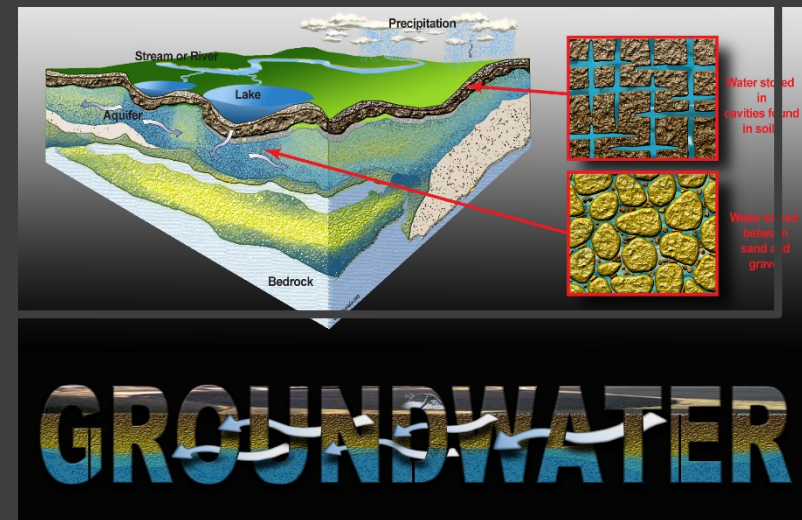 Precipitation
Stream or River
Lake
Aquifer
Bedrock
Water stored
in
cavities found
in soil
Water stored
between
sand and
gravel
GROUNDWATER